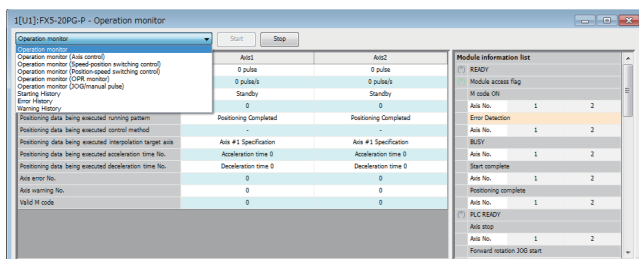 1[U1]:FX5-20PG-P - Operation monitor
Operation monitor
Start
Stop
Operation monitor
Operation monitor (Axis control)
Operation monitor (Speed-position switching control)
Operation monitor (Position-speed switching control)
Operation monitor (OPR monitor)
Operation monitor (JOG/manual pulse)
Starting History
Error History
Warning History
Axis1 Axis2
0 pulse 0 pulse
0 pulse/s 0 pulse/s
Standby Standby
0 0
Positioning data being executed running pattern Positioning Completed Positioning Completed
Positioning data being executed control method - -
Positioning data being executed interpolation target axis Axis #1 Specification Axis #1 Specification
Positioning data being executed acceleration time No. Acceleration time 0 Acceleration time 0
Positioning data being executed deceleration time No. Deceleration time 0 Deceleration time 0
Axis error No. 0 0
Axis warning No. 0 0
Valid M code 0 0
Module information list
READY
Module access flag
M code ON
Axis No. 1 2
Error Detection
Axis No. 1 2
BUSY
Axis No. 1 2
Start complete
Axis No. 1 2
Positioning complete
Axis No. 1 2
PLC READY
Axis stop
Axis No. 1 2
Forward rotation JOG start